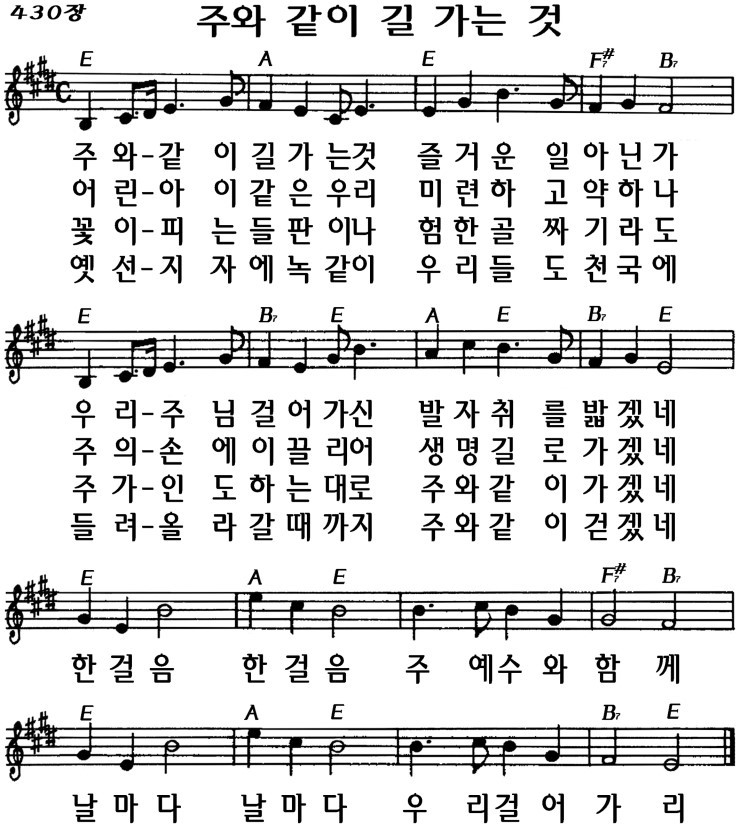 430장 주와 같이 길 가는 것
E A E F#7 B7
주 와-같 이 길 가 는것 즐 거 운 일 아 닌 가
어 린-아 이 같 은 우리 미 련 하 고 약 하 나
꽃 이-피 는 들 판 이나 험 한 골 짜 기 라 도
옛 선-지 자 에 녹 같이 우 리 들 도 천 국 에
E B7 E A E B7 E
우 리-주 님 걸 어 가신 발 자 취 를 밟 겠 네
주 의-손 에 이 끌 리어 생 명 길 로 가 겠 네
주 가-인 도 하 는 대로 주 와 같 이 가 겠 네
들 려-올 라 갈 때 까지 주 와 같 이 걷 겠 네
E A E F#7 B7
한 걸 음 한 걸 음 주 예수 와 함 께
E A E B7 E
날 마 다 날 마 다 우 리걸 어 가 리